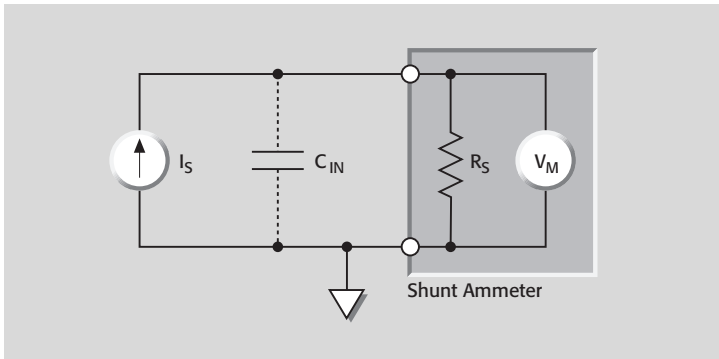 I_S
C_IN
R_S
V_M
Shunt Ammeter